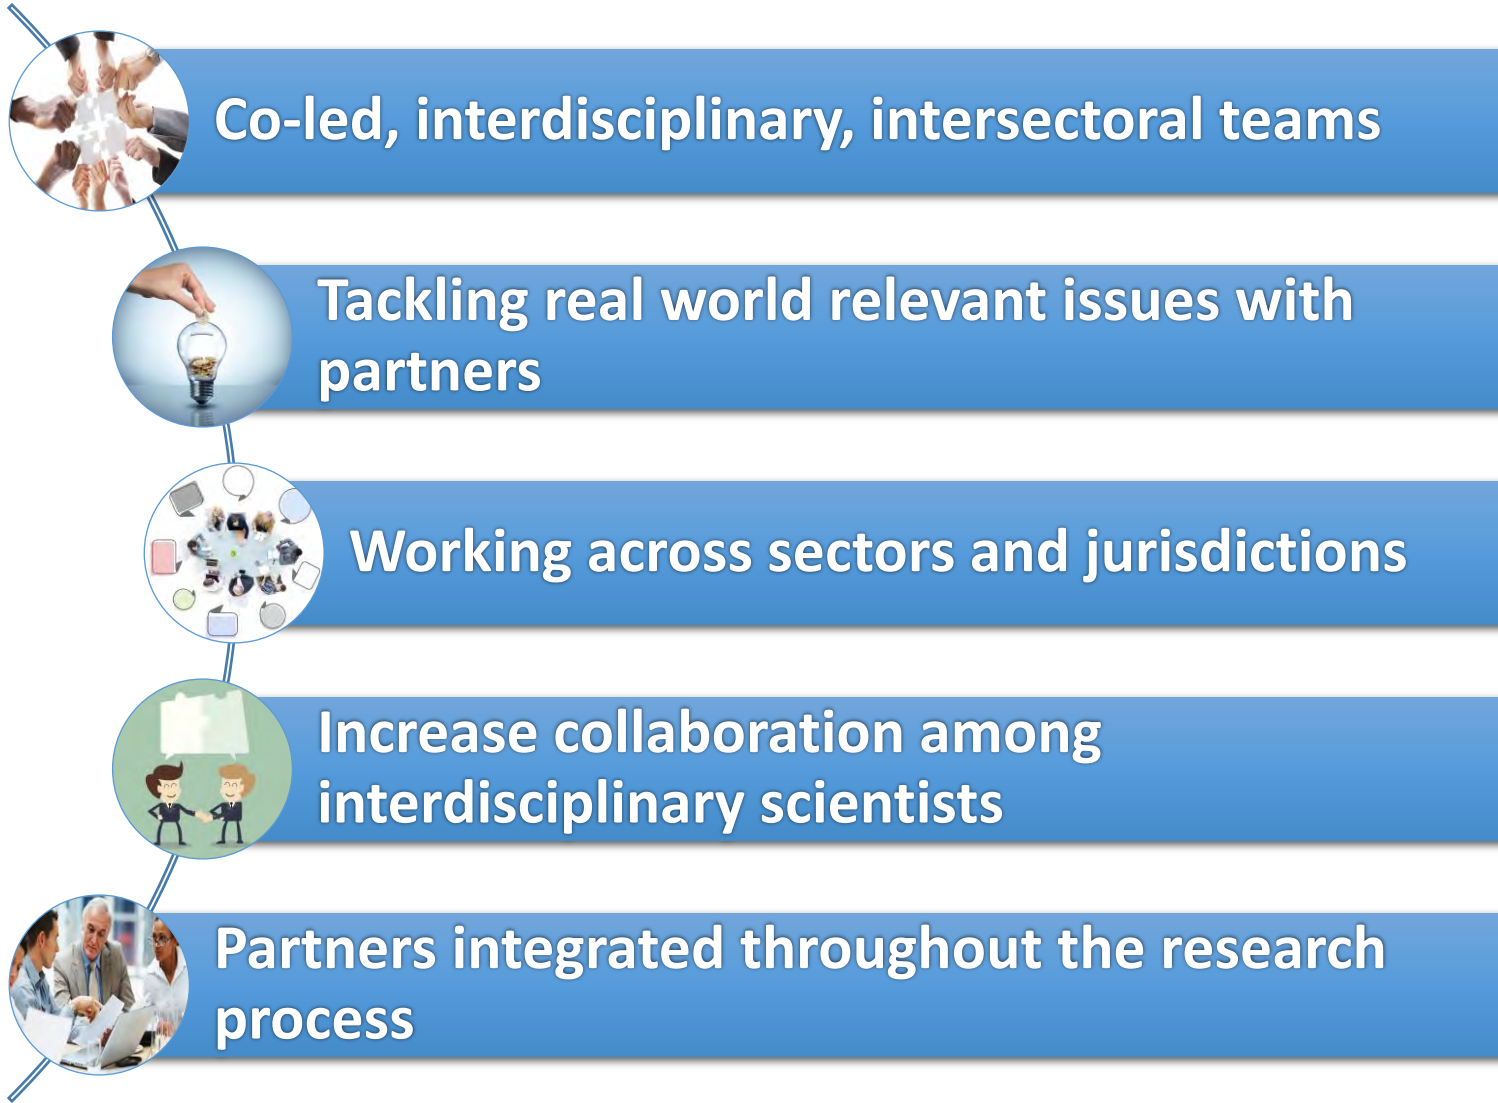 Co-led, interdisciplinary, intersectoral teams
Tackling real world relevant issues with
partners
Working across sectors and jurisdictions
Increase collaboration among
interdisciplinary scientists
Partners integrated throughout the research
process